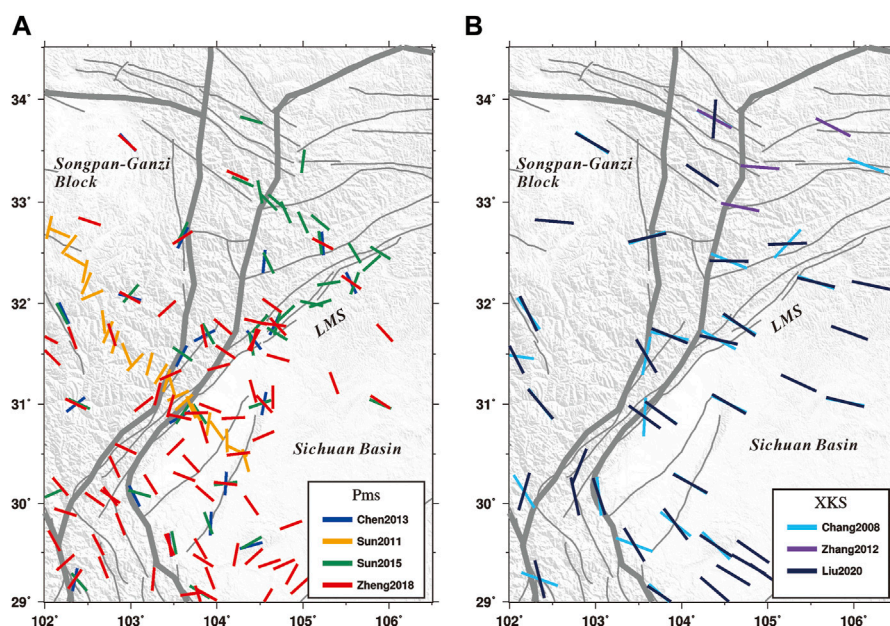 A
B
34°
33°
32°
31°
30°
29°
102°
103°
104°
105°
106°
Songpan-Ganzi
Block
LMS
Sichuan Basin
Pms
Chen2013
Sun2011
Sun2015
Zheng2018
34°
33°
32°
31°
30°
29°
102°
103°
104°
105°
106°
Songpan-Ganzi
Block
LMS
Sichuan Basin
XKS
Chang2008
Zhang2012
Liu2020